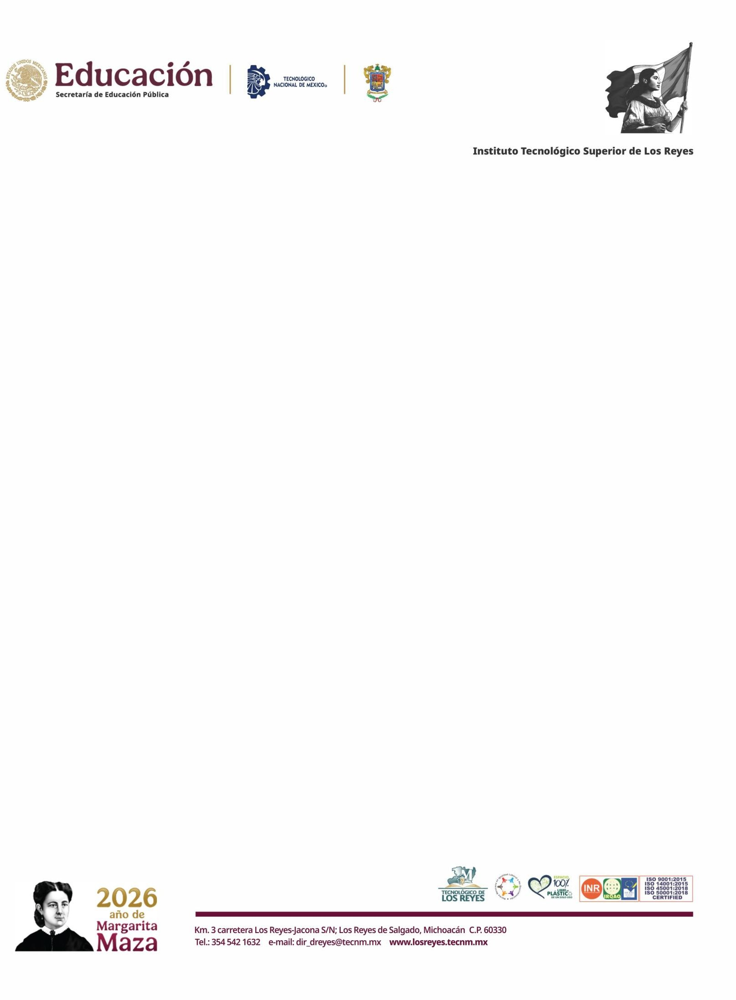 ESTADOS UNIDOS MEXICANOS
Educación
Secretaría de Educación Pública
TECNOLÓGICO
NACIONAL DE MÉXICO®
Instituto Tecnológico Superior de Los Reyes
TECNOLÓGICO DE
LOS REYES
ESPACIO
100%
LIBRE DE
PLÁSTICO
DE UN SOLO USO
INR
IRQAO
ISO 9001:2015
ISO 14001:2015
ISO 45001:2018
ISO 50001:2018
CERTIFIED
2026
año de
Margarita
Maza
Km. 3 carretera Los Reyes-Jacona S/N; Los Reyes de Salgado, Michoacán C.P. 60330
Tel.: 354 542 1632 e-mail: dir_dreyes@tecnm.mx www.losreyes.tecnm.mx